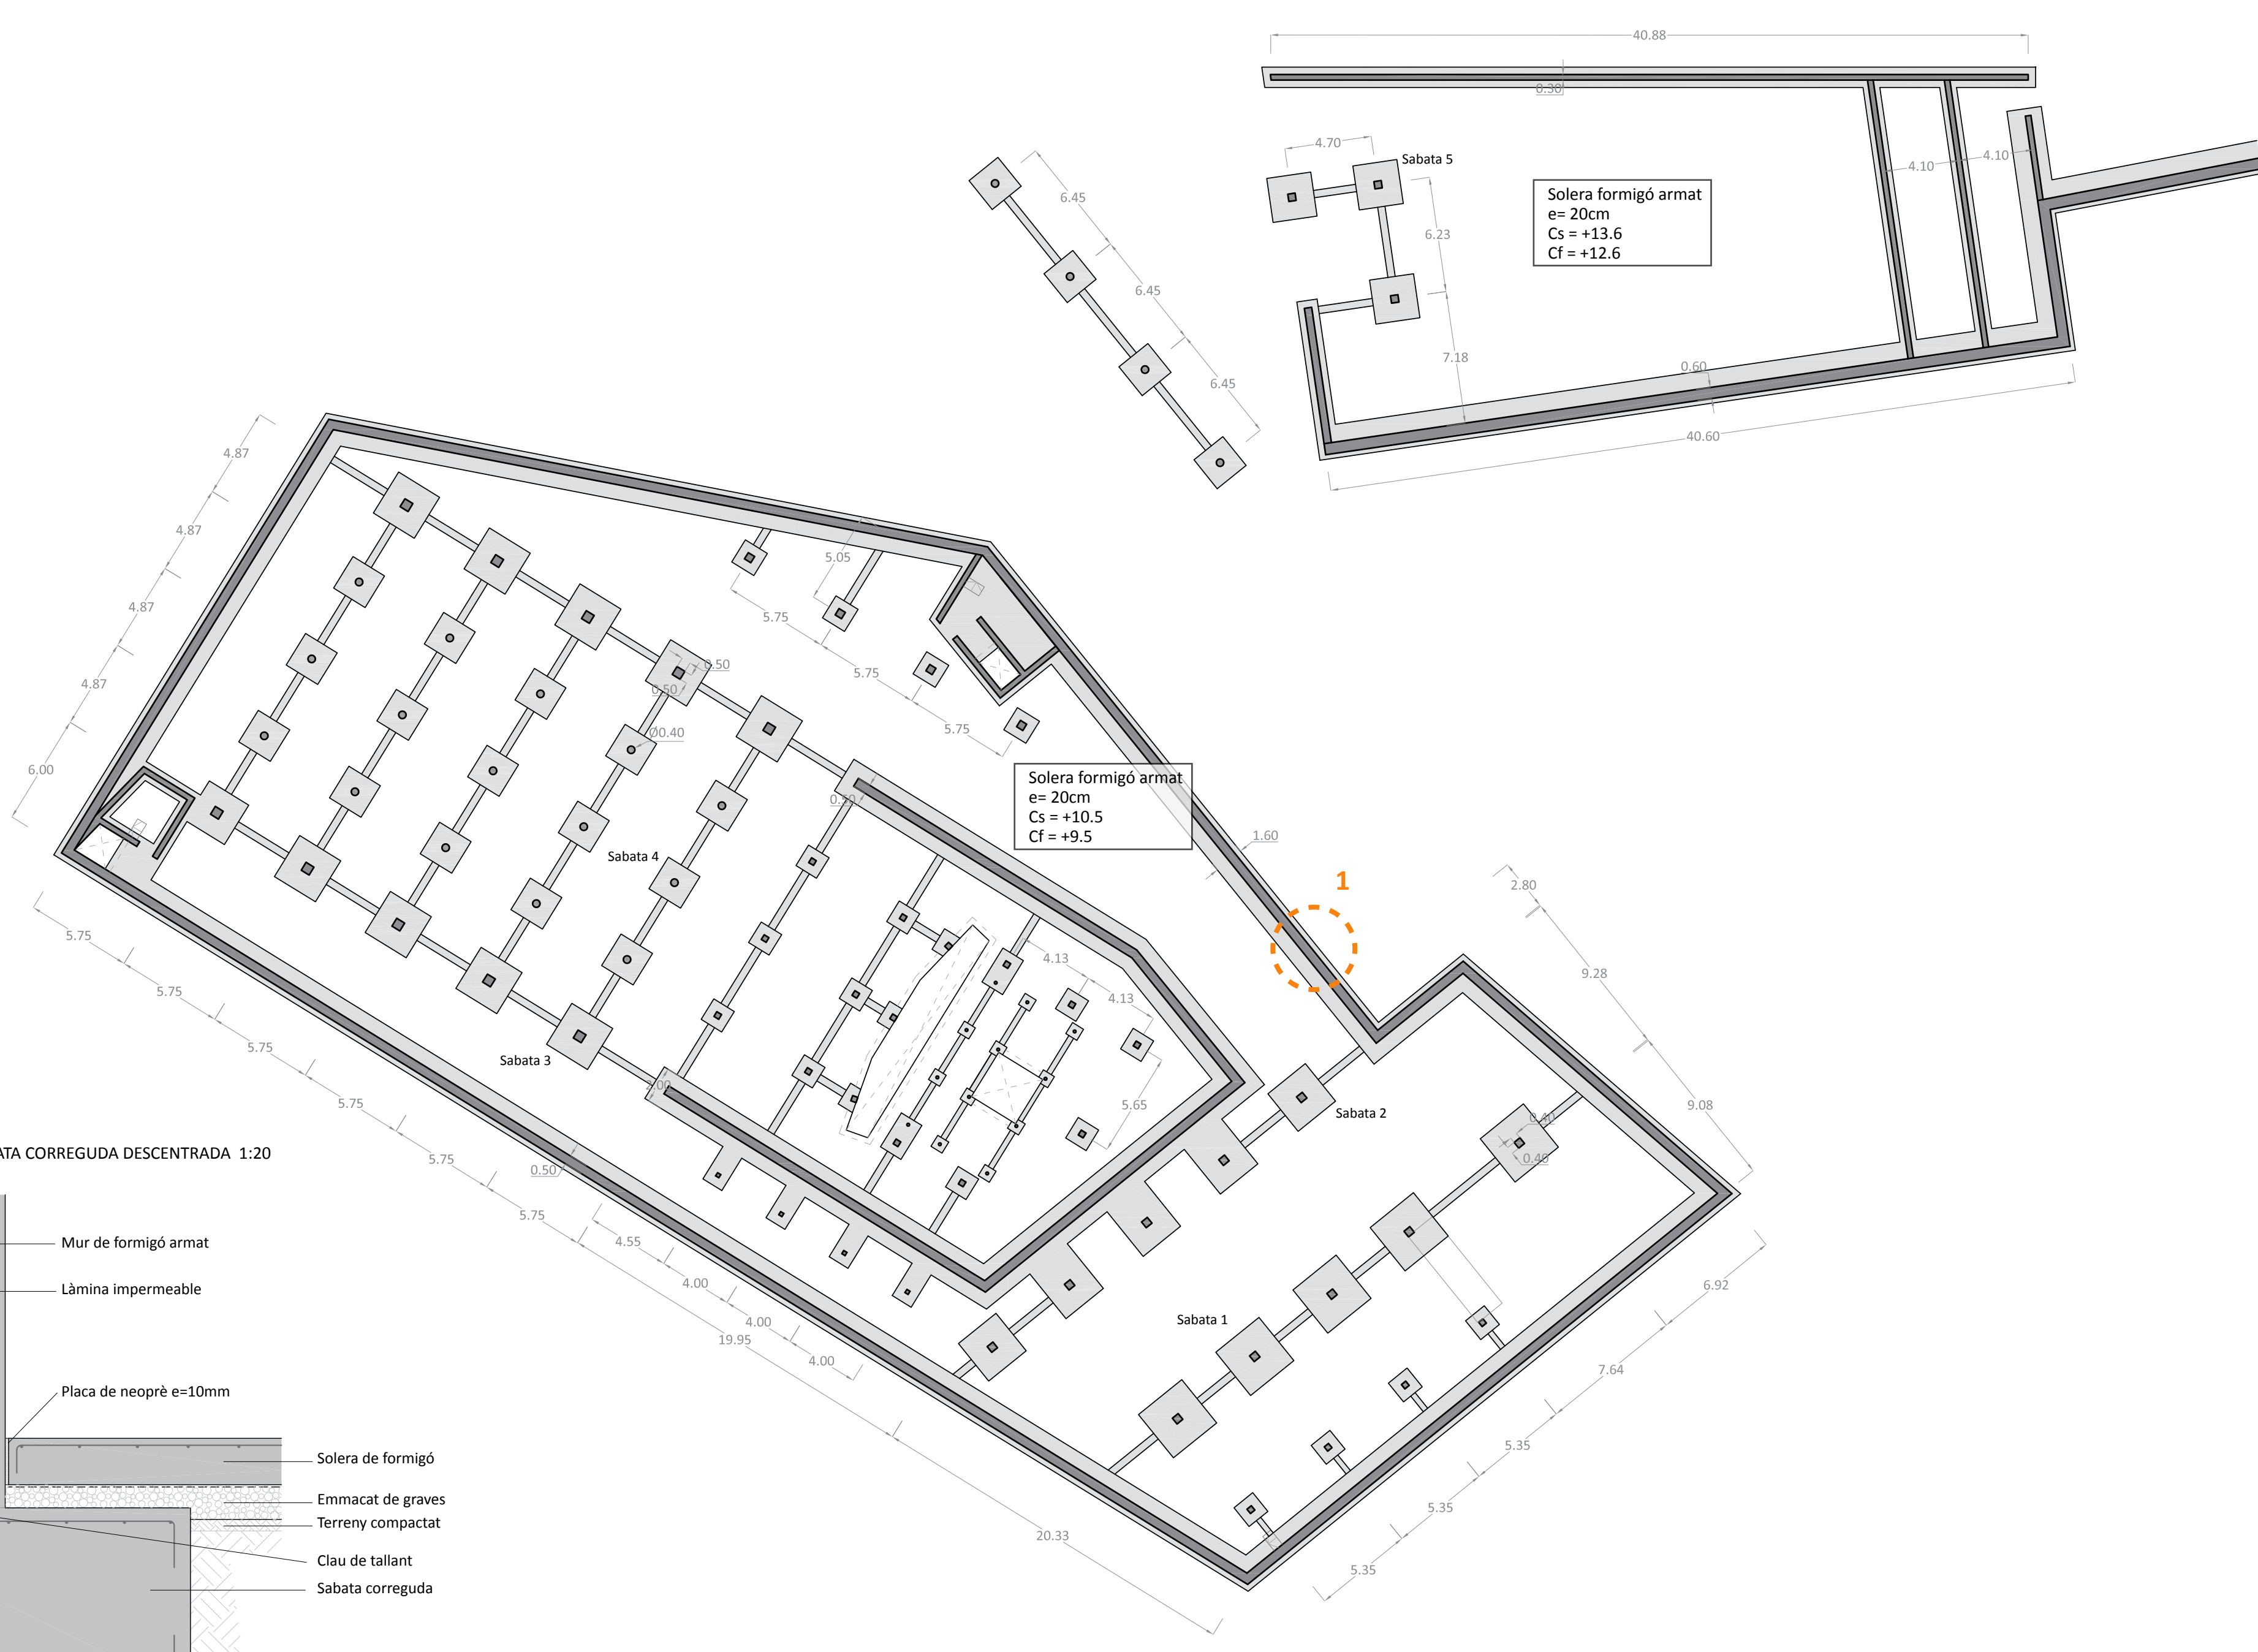 40.88
0.30
4.70
Sabata 5
4.10
4.10
6.23
7.18
0.60
40.60
Solera formigó armat
e= 20cm
Cs = +13.6
Cf = +12.6
6.45
6.45
6.45
4.87
4.87
4.87
4.87
6.00
5.05
5.75
5.75
5.75
0.50
0.50
Ø0.40
Solera formigó armat
e= 20cm
Cs = +10.5
Cf = +9.5
0.50
1.60
1
Sabata 4
2.80
9.28
9.08
4.13
4.13
5.65
Sabata 3
2.00
Sabata 2
0.40
0.40
5.75
5.75
5.75
5.75
5.75
5.75
0.50
4.55
4.00
4.00
4.00
19.95
20.33
Sabata 1
6.92
7.64
5.35
5.35
5.35
ATA CORREGUDA DESCENTRADA 1:20
Mur de formigó armat
Làmina impermeable
Placa de neoprè e=10mm
Solera de formigó
Emmacat de graves
Terreny compactat
Clau de tallant
Sabata correguda